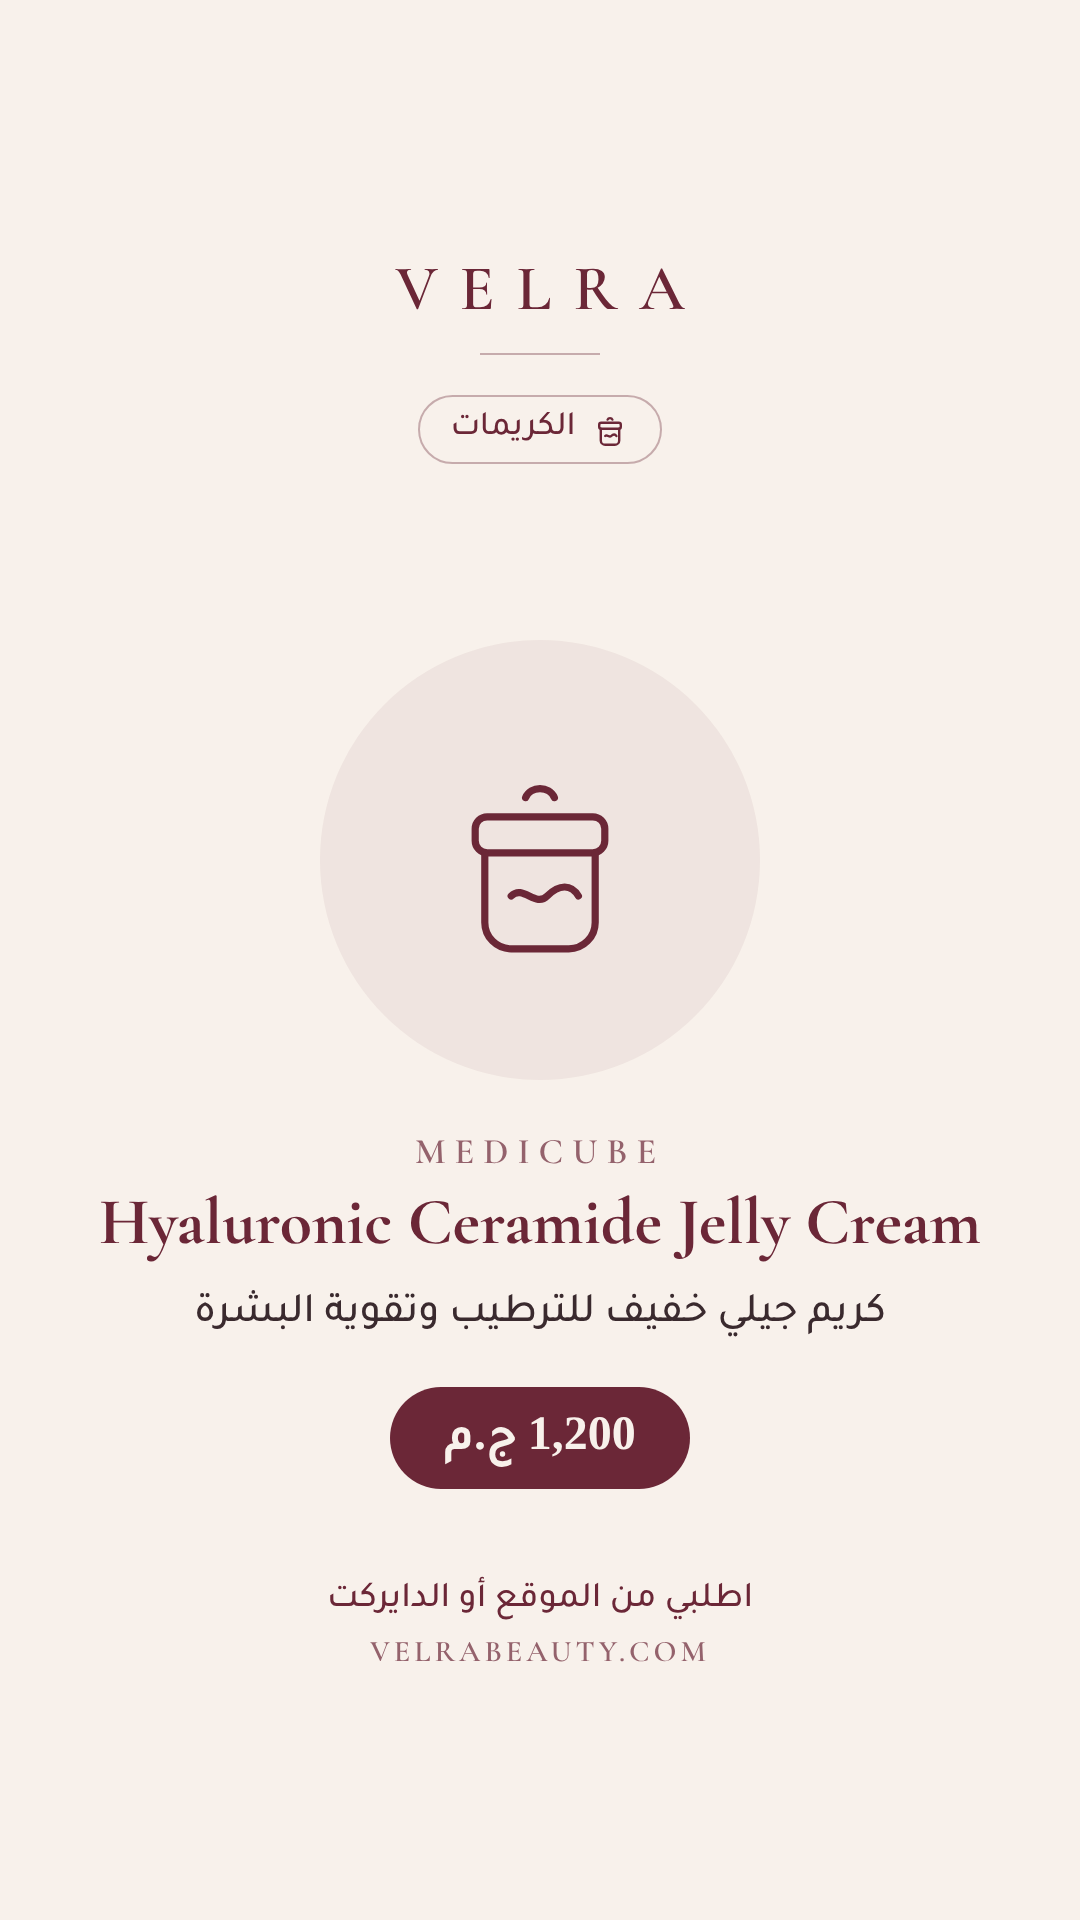 VELRA
الكريمات
MEDICUBE
Hyaluronic Ceramide Jelly Cream
كريم جيلي خفيف للترطيب وتقوية البشرة
1,200 ج.م
اطلبي من الموقع أو الدايركت
VELRABEAUTY.COM